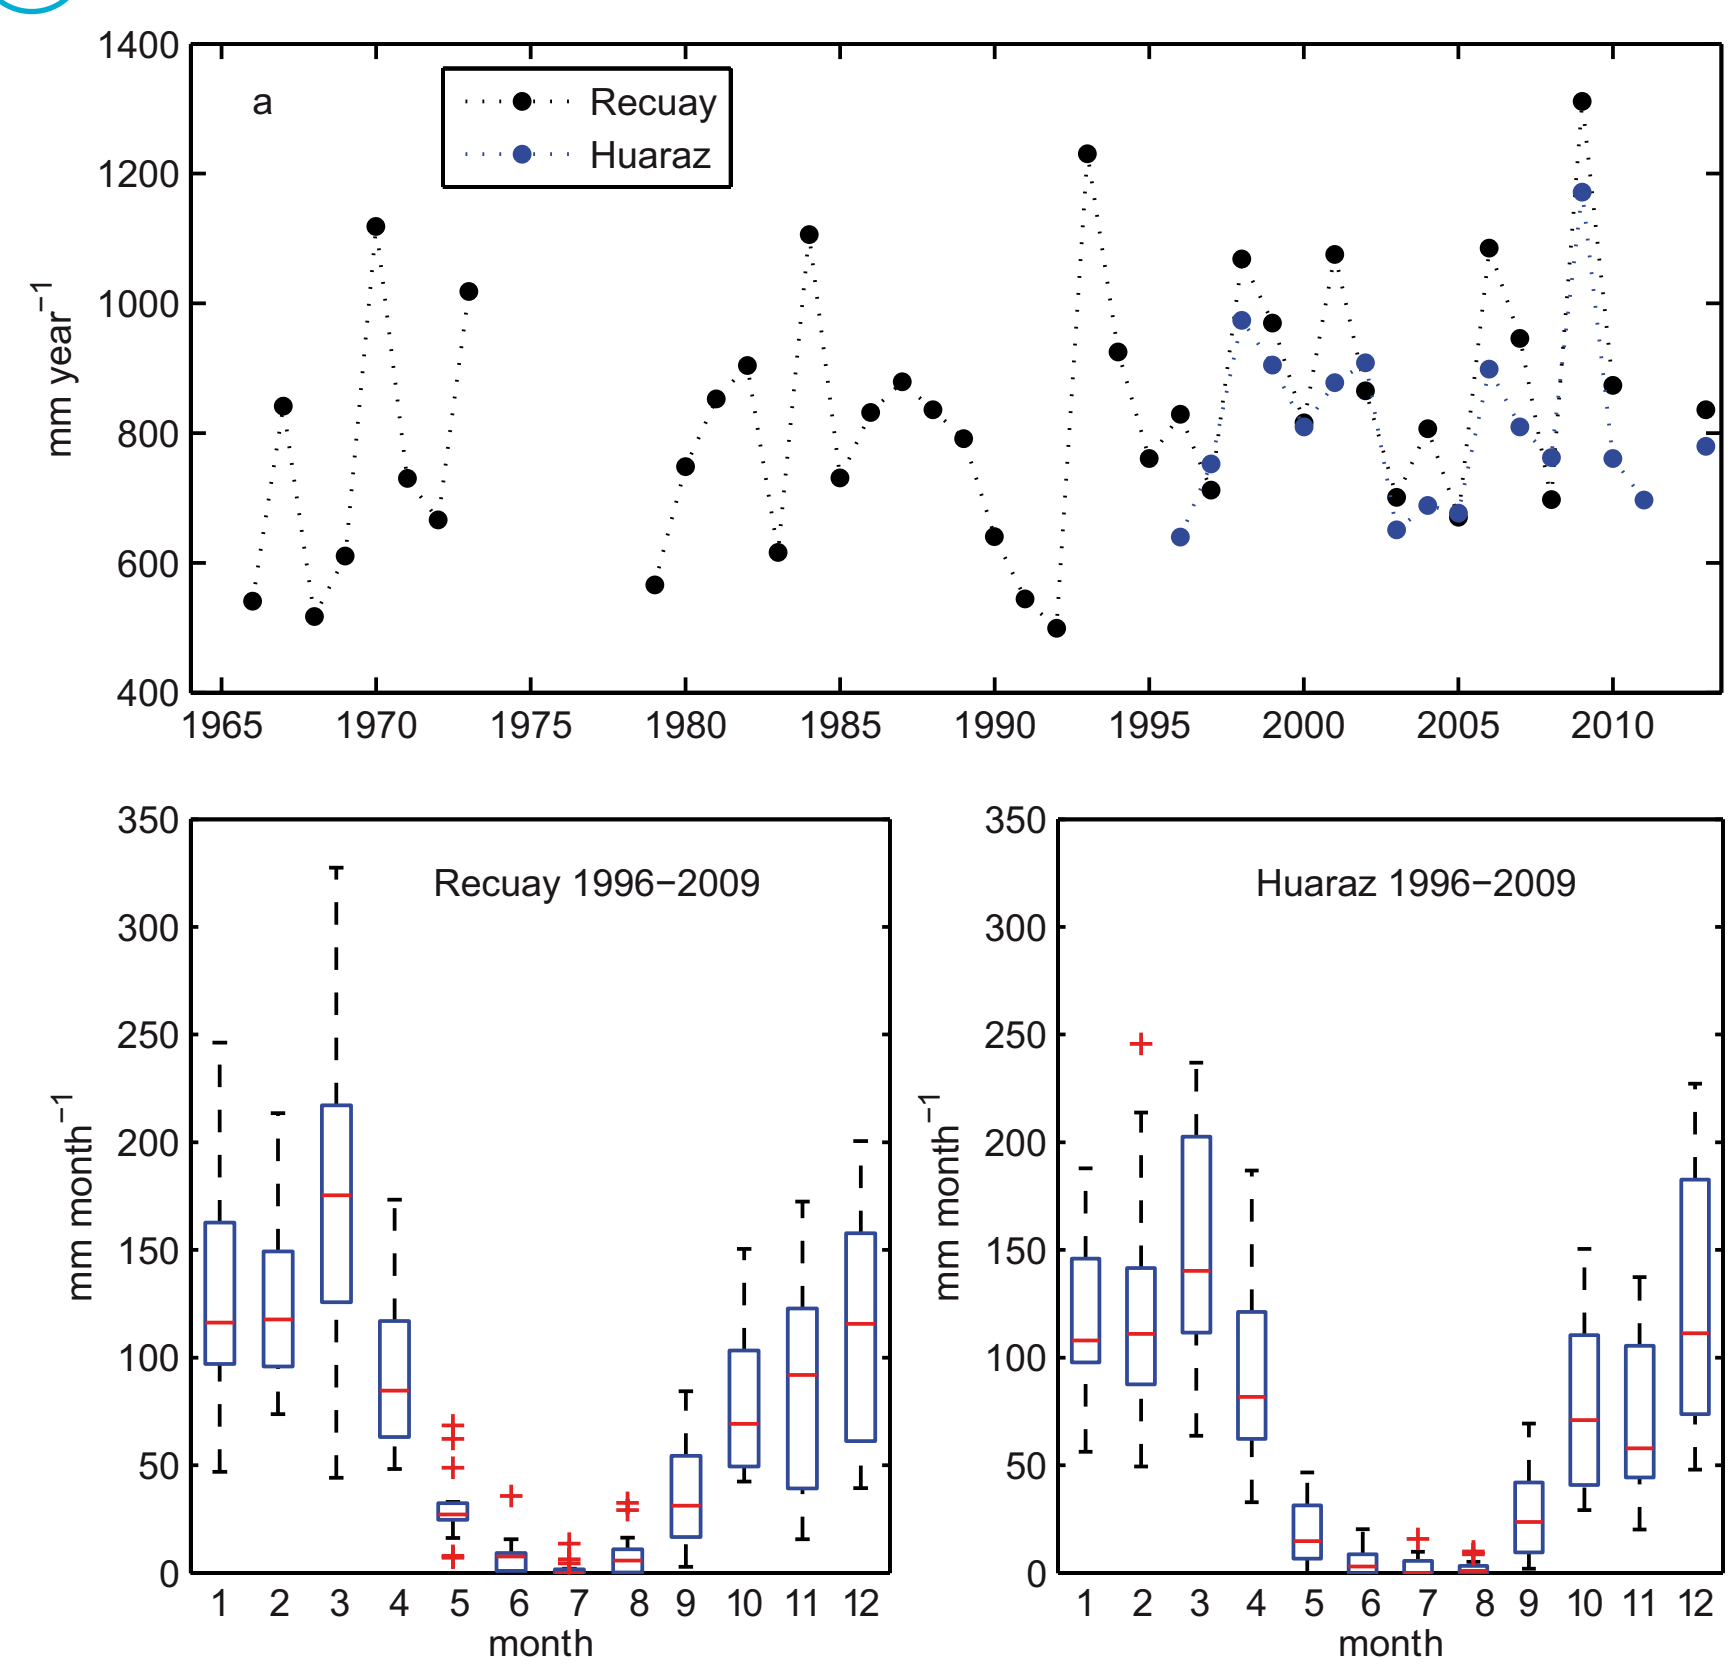 1400
1200
1000
800
600
400
mm year−1
a
Recuay
Huaraz
1965 1970 1975 1980 1985 1990 1995 2000 2005 2010
350
300
250
200
150
100
50
0
mm month−1
Recuay 1996−2009
1 2 3 4 5 6 7 8 9 10 11 12
month
350
300
250
200
150
100
50
0
mm month−1
Huaraz 1996−2009
1 2 3 4 5 6 7 8 9 10 11 12
month